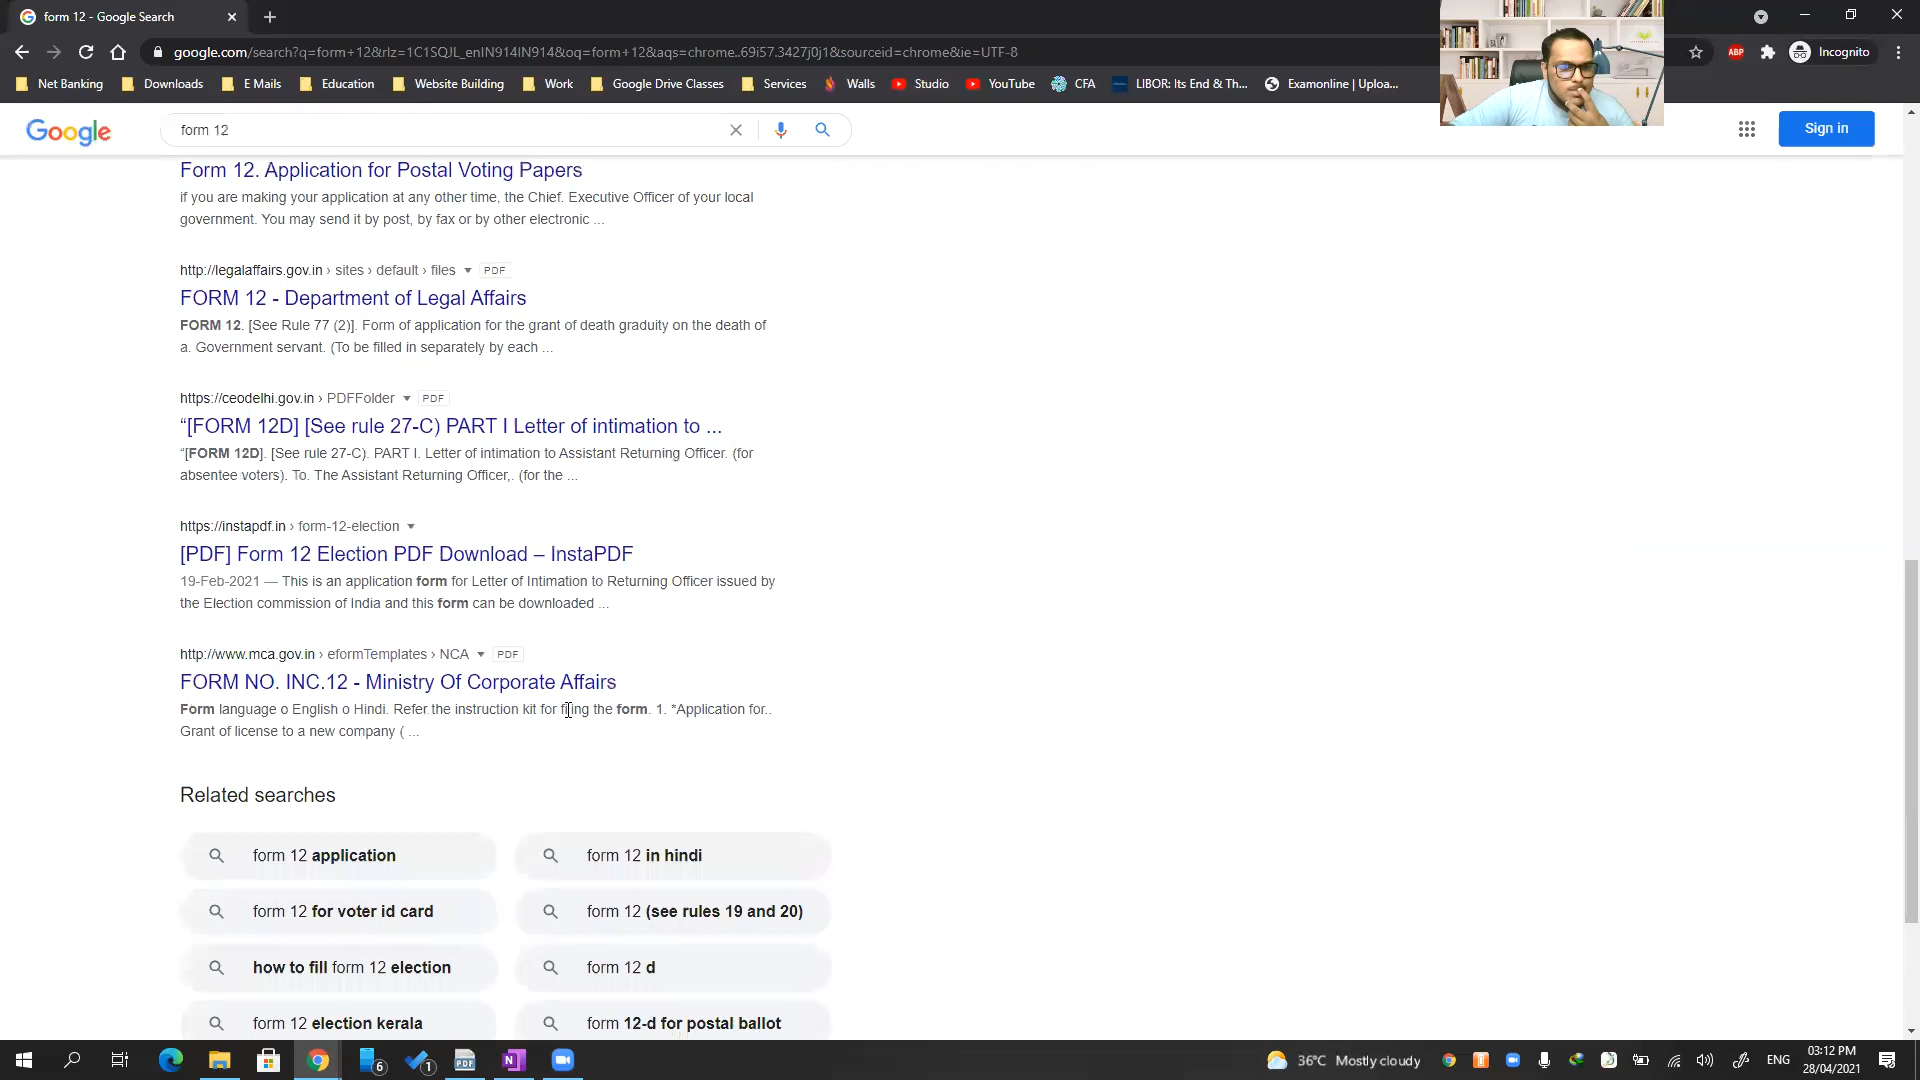 form 12 - Google Search
google.com/search?q=form+12&rlz=1C1SQJL_enIN914IN914&oq=form+12&aqs=chrome..69i57.3427j0j1&sourceid=chrome&ie=UTF-8
ABP
Incognito
Net Banking Downloads E Mails Education Website Building Work Google Drive Classes Services Walls Studio YouTube CFA LIBOR: Its End & Th... Examonline | Uploa...
Google
form 12
Sign in
Form 12. Application for Postal Voting Papers
if you are making your application at any other time, the Chief. Executive Officer of your local
government. You may send it by post, by fax or by other electronic ...
http://legalaffairs.gov.in › sites › default › files PDF
FORM 12 - Department of Legal Affairs
FORM 12. [See Rule 77 (2)]. Form of application for the grant of death graduity on the death of
a. Government servant. (To be filled in separately by each ...
https://ceodelhi.gov.in › PDFFolder PDF
“[FORM 12D] [See rule 27-C) PART I Letter of intimation to ...
“[FORM 12D]. [See rule 27-C). PART I. Letter of intimation to Assistant Returning Officer. (for
absentee voters). To. The Assistant Returning Officer,. (for the ...
https://instapdf.in › form-12-election
[PDF] Form 12 Election PDF Download – InstaPDF
19-Feb-2021 — This is an application form for Letter of Intimation to Returning Officer issued by
the Election commission of India and this form can be downloaded ...
http://www.mca.gov.in › eformTemplates › NCA PDF
FORM NO. INC.12 - Ministry Of Corporate Affairs
Form language o English o Hindi. Refer the instruction kit for filing the form. 1. *Application for..
Grant of license to a new company ( ...
Related searches
form 12 application
form 12 in hindi
form 12 for voter id card
form 12 (see rules 19 and 20)
how to fill form 12 election
form 12 d
form 12 election kerala
form 12-d for postal ballot
6
1
PDF
N
36°C Mostly cloudy
ENG
03:12 PM
28/04/2021